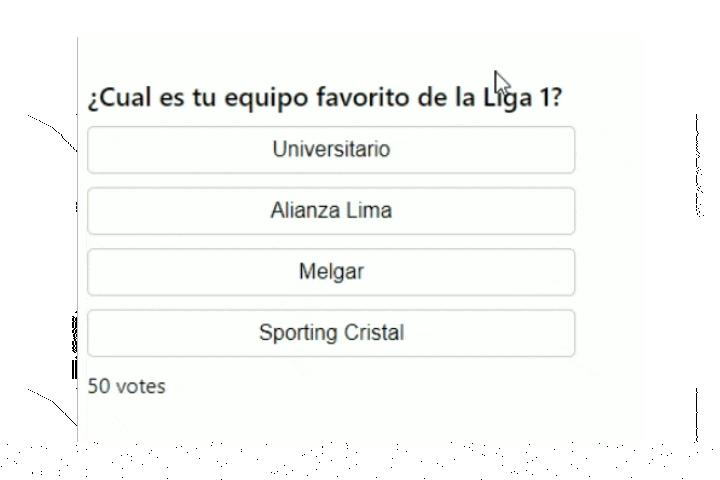 ¿Cual es tu equipo favorito de la Liga 1?
Universitario
Alianza Lima
Melgar
Sporting Cristal
50 votes